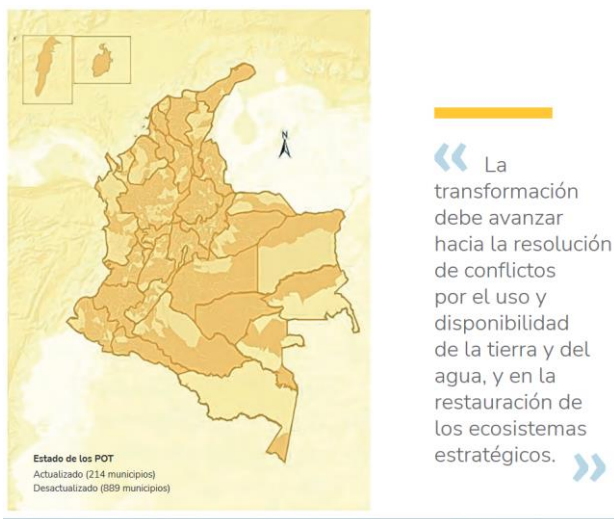 N
Estado de los POT
Actualizado (214 municipios)
Desactualizado (889 municipios)
« La
transformación
debe avanzar
hacia la resolución
de conflictos
por el uso y
disponibilidad
de la tierra y del
agua, y en la
restauración de
los ecosistemas
estratégicos. »